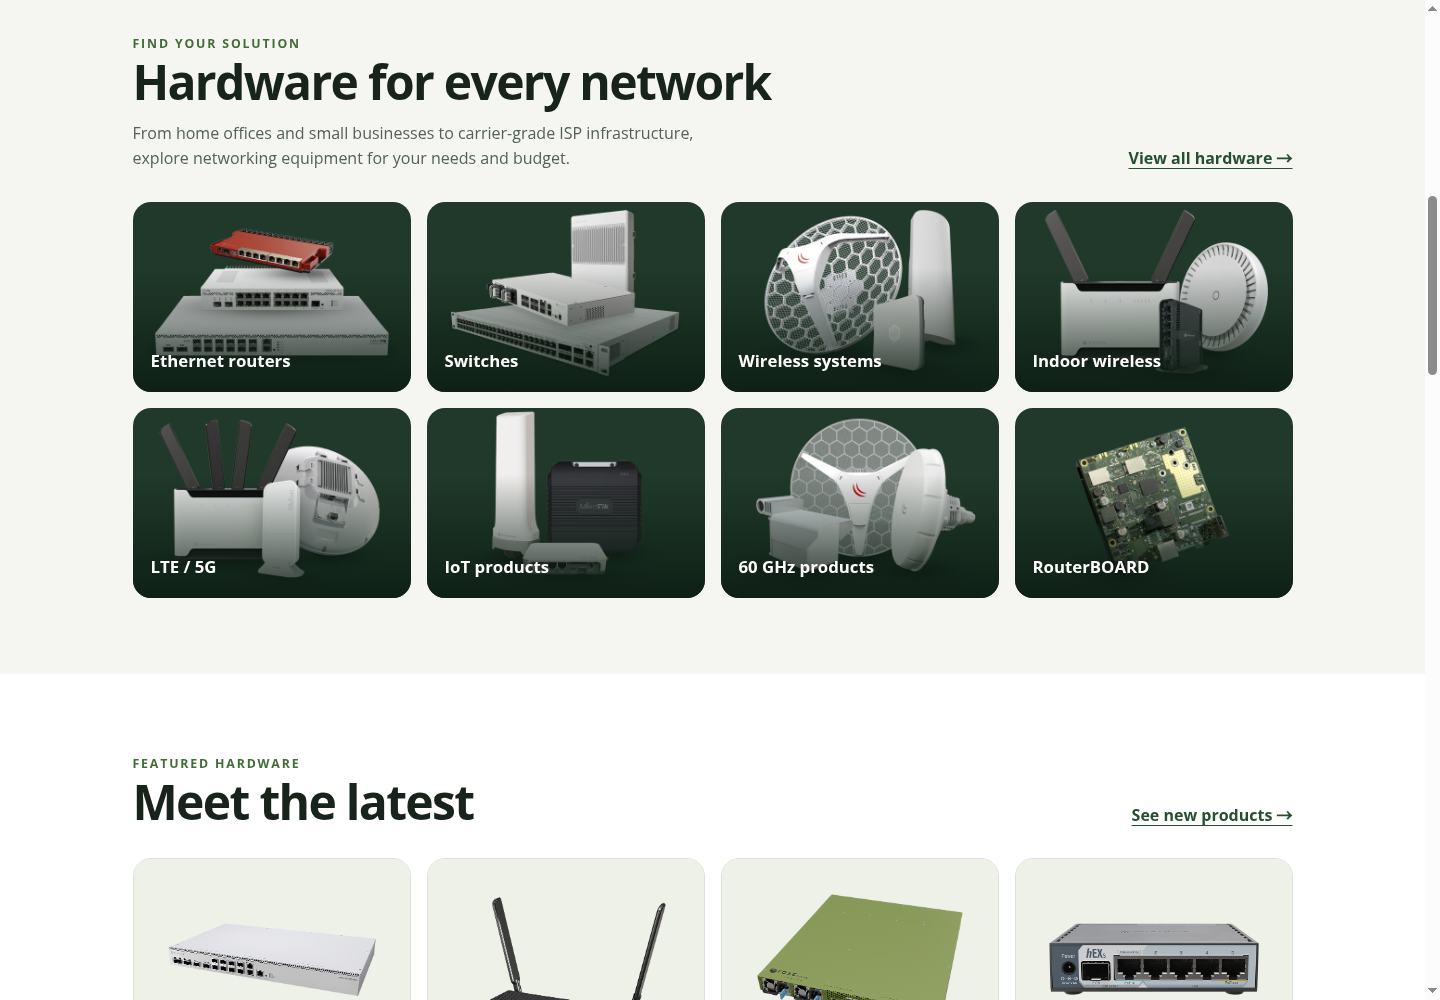 FIND YOUR SOLUTION
Hardware for every network
From home offices and small businesses to carrier-grade ISP infrastructure,
explore networking equipment for your needs and budget.
View all hardware →
Ethernet routers
Switches
Wireless systems
Indoor wireless
LTE / 5G
IoT products
60 GHz products
RouterBOARD
FEATURED HARDWARE
Meet the latest
See new products →
hEX